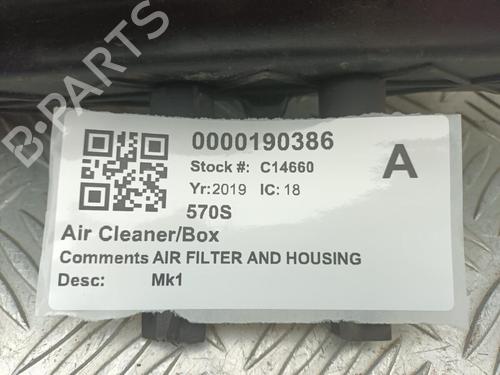 B-PARTS
0000190386
Stock #: C14660
A
Yr:2019 IC: 18
570S
Air Cleaner/Box
Comments AIR FILTER AND HOUSING
Desc: Mk1